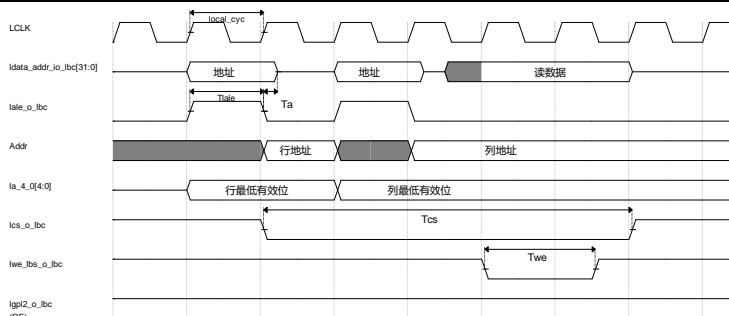 local_cyc
LCLK
ldata_addr_io_lbc[31:0]
地址
地址
读数据
Tlale
Ta
lale_o_lbc
Addr
行地址
列地址
la_4_0[4:0]
行最低有效位
列最低有效位
lcs_o_lbc
Tcs
lwe_lbs_o_lbc
Twe
lgpl2_o_lbc
(OE)